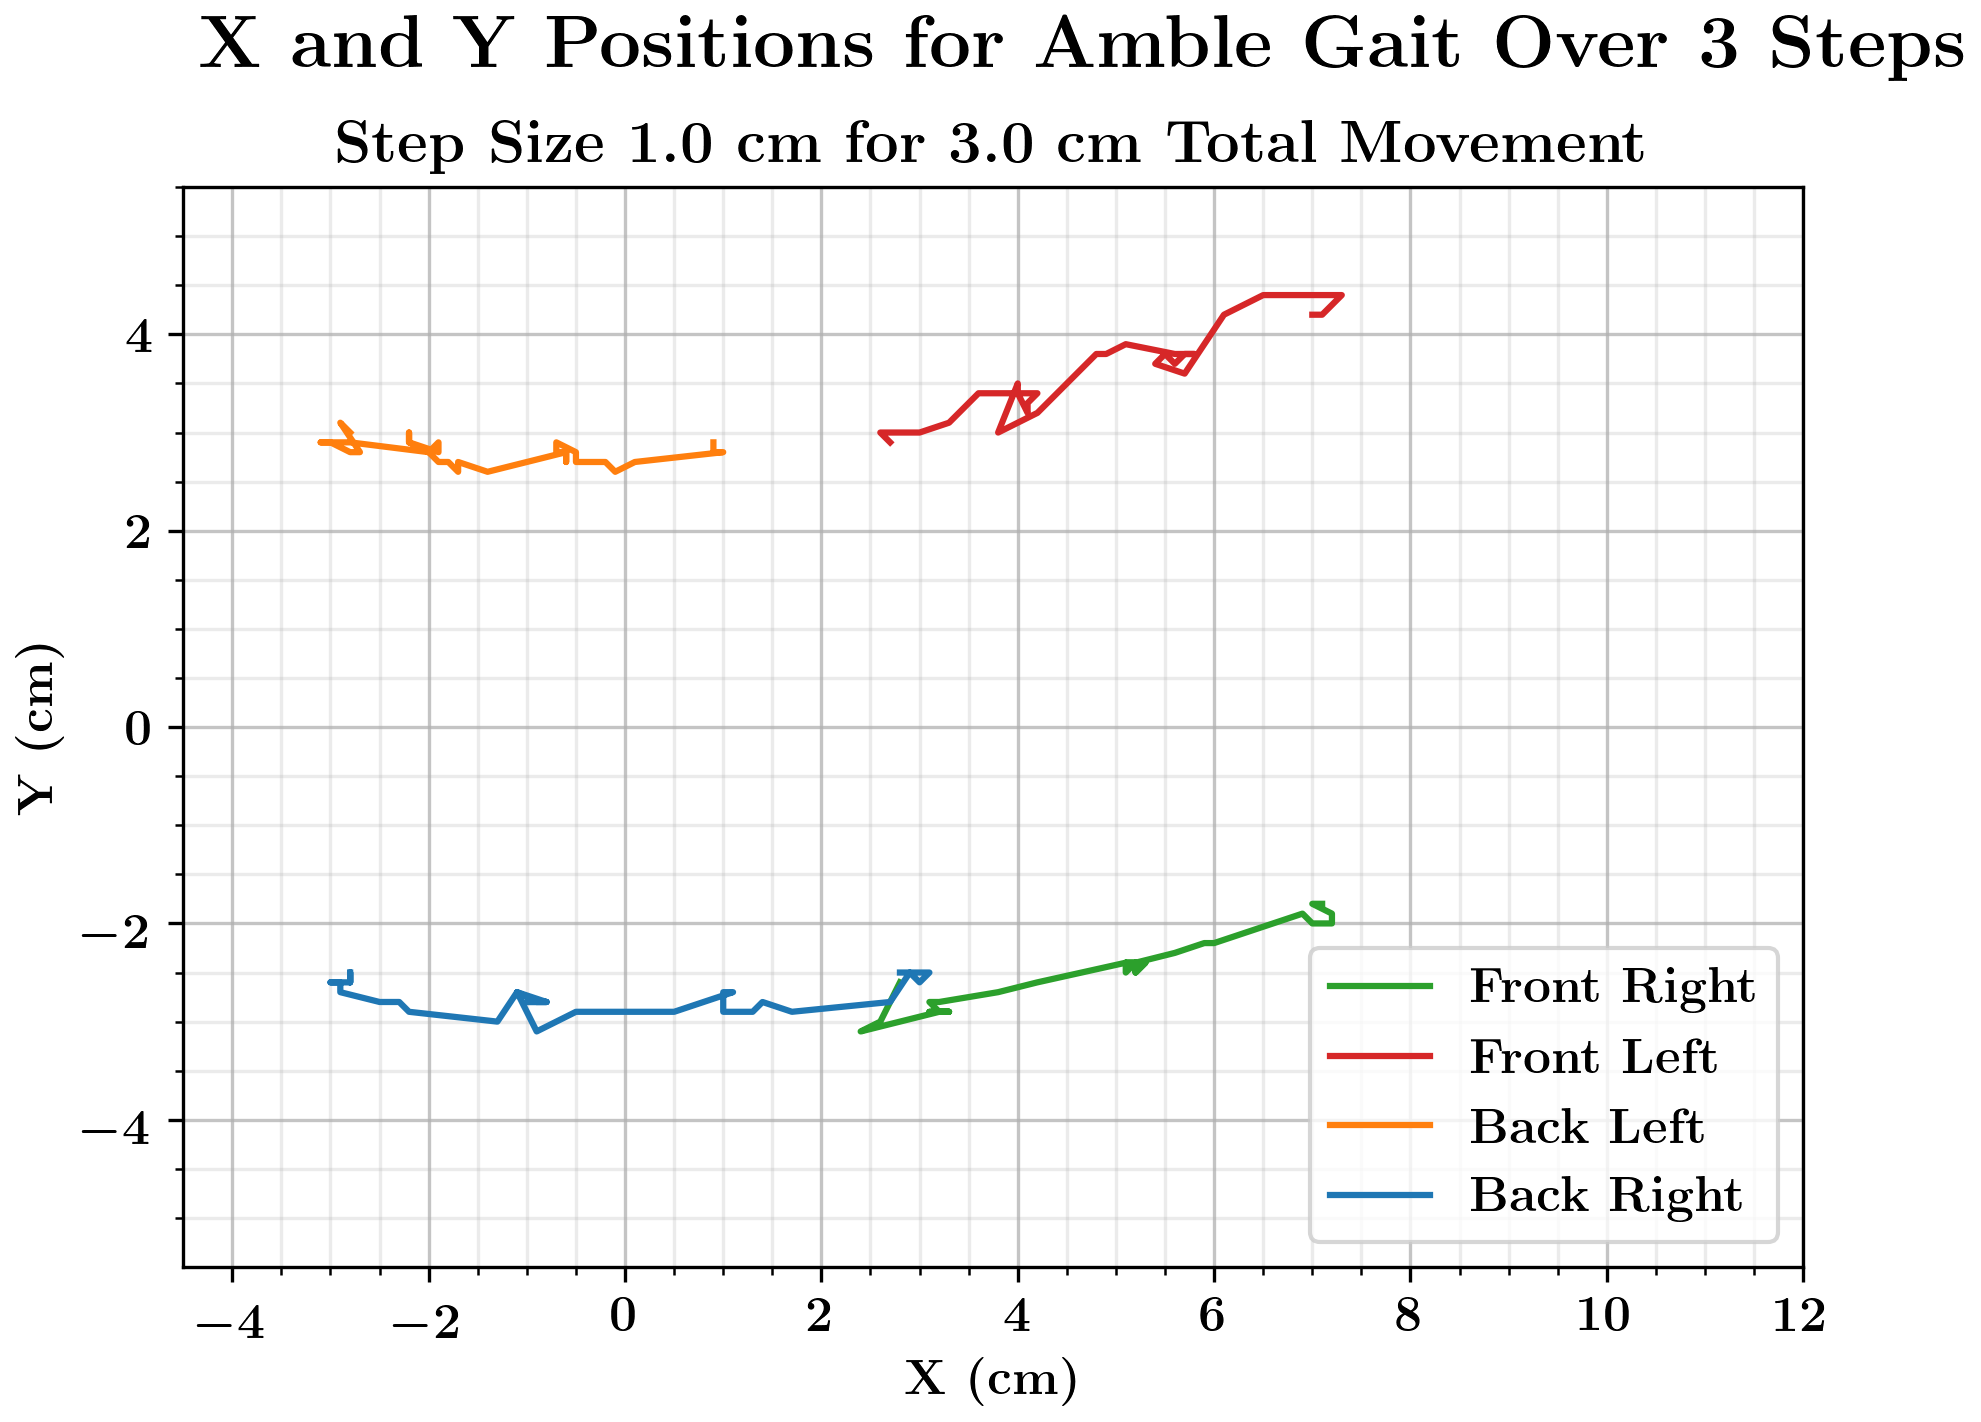 X and Y Positions for Amble Gait Over 3 Steps
Step Size 1.0 cm for 3.0 cm Total Movement
Y (cm)
4
2
0
−2
−4
Front Right
Front Left
Back Left
Back Right
−4 −2 0 2 4 6 8 10 12
X (cm)